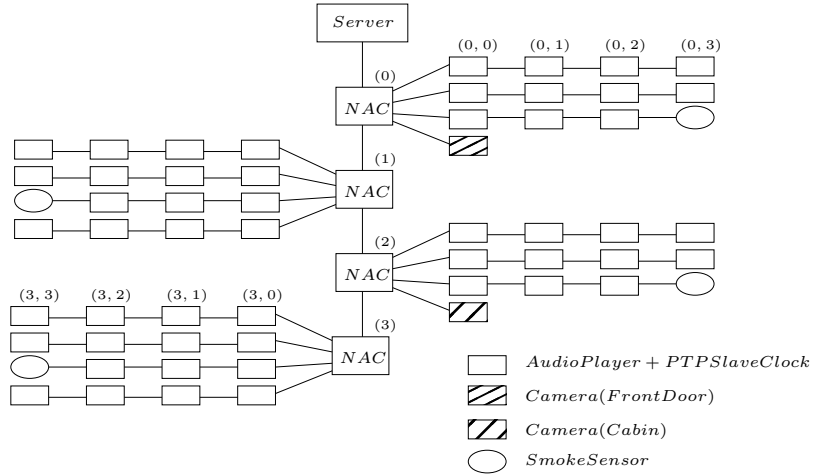 Server
(0)
(0, 0) (0, 1) (0, 2) (0, 3)
NAC
(1)
NAC
(2)
NAC
(3, 3) (3, 2) (3, 1) (3, 0)
(3)
NAC
AudioPlayer + PTPSlaveClock
Camera(FrontDoor)
Camera(Cabin)
SmokeSensor